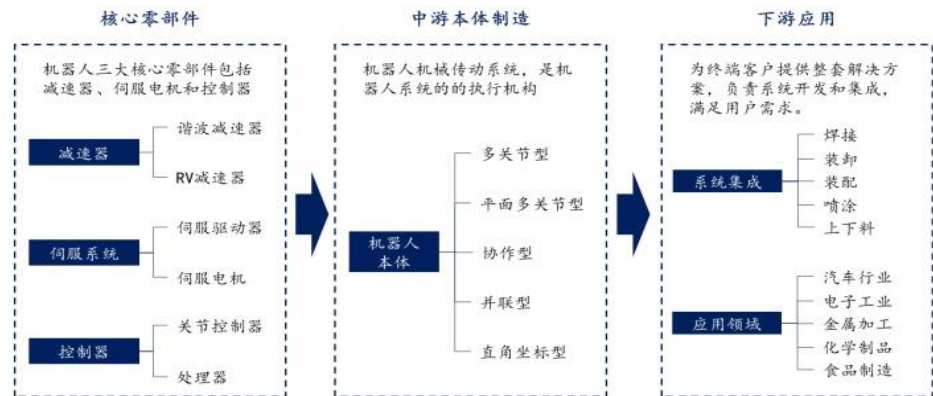 核心零部件
机器人三大核心零部件包括
减速器、伺服电机和控制器
减速器
谐波减速器
RV减速器
伺服系统
伺服驱动器
伺服电机
控制器
关节控制器
处理器
中游本体制造
机器人机械传动系统，是机
器人系统的的执行机构
机器人
本体
多关节型
平面多关节型
协作型
并联型
直角坐标型
下游应用
为终端客户提供整套解决方
案，负责系统开发和集成，
满足用户需求。
系统集成
焊接
装卸
装配
喷涂
上下料
应用领域
汽车行业
电子工业
金属加工
化学制品
食品制造